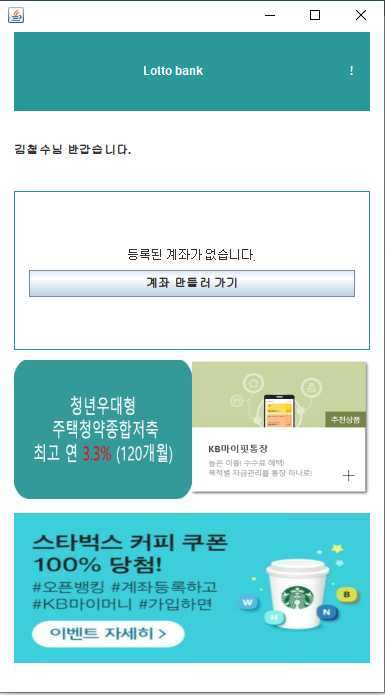 Lotto bank !
김철수님 반갑습니다.
등록된 계좌가 없습니다.
계좌 만들러 가기
청년우대형
주택청약종합저축
최고 연 3.3% (120개월)
추천상품
KB마이핏통장
높은 이율! 수수료 혜택!
목적별 자금관리를 통장 하나로!
스타벅스 커피 쿠폰
100% 당첨!
#오픈뱅킹 #계좌등록하고
#KB마이머니 #가입하면
이벤트 자세히 >
W
H
N
B